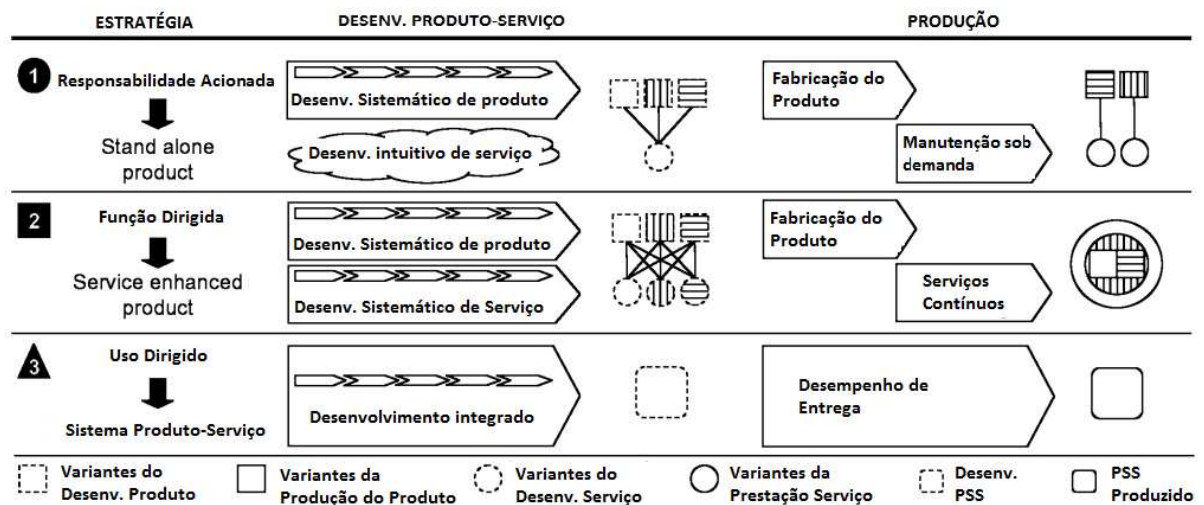 ESTRATÉGIA
DESENV. PRODUTO-SERVIÇO
PRODUÇÃO
1
Responsabilidade Acionada
Stand alone
product
Desenv. Sistemático de produto
Desenv. intuitivo de serviço
Fabricação do
Produto
Manutenção sob
demanda
2
Função Dirigida
Service enhanced
product
Desenv. Sistemático de produto
Desenv. Sistemático de Serviço
Fabricação do
Produto
Serviços
Contínuos
3
Uso Dirigido
Sistema Produto-Serviço
Desenvolvimento integrado
Desempenho de
Entrega
Variantes do
Desenv. Produto
Variantes da
Produção do Produto
Variantes do
Desenv. Serviço
Variantes da
Prestação Serviço
Desenv.
PSS
PSS
Produzido